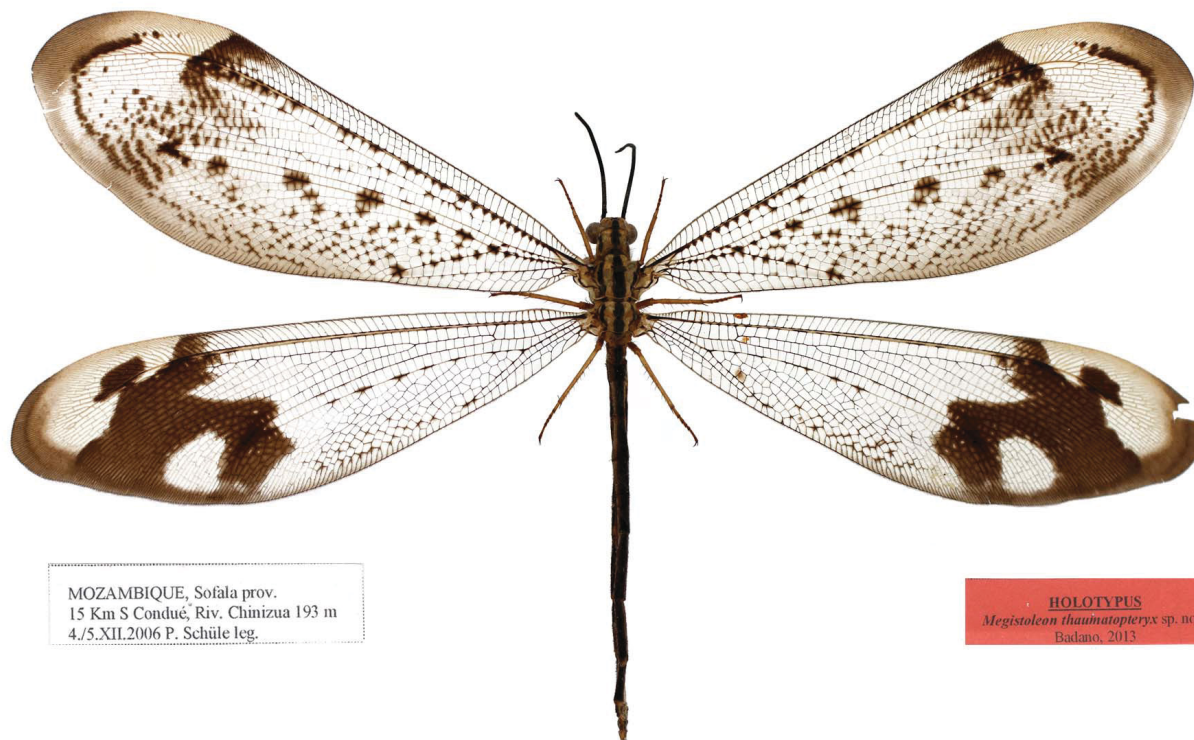 MOZAMBIQUE, Sofala prov.
15 Km S Condué, Riv. Chinizua 193 m
4./5.XII.2006 P. Schüle leg.
HOLOTYPUS
Megistoleon thaumatopteryx sp.
Badano, 2013